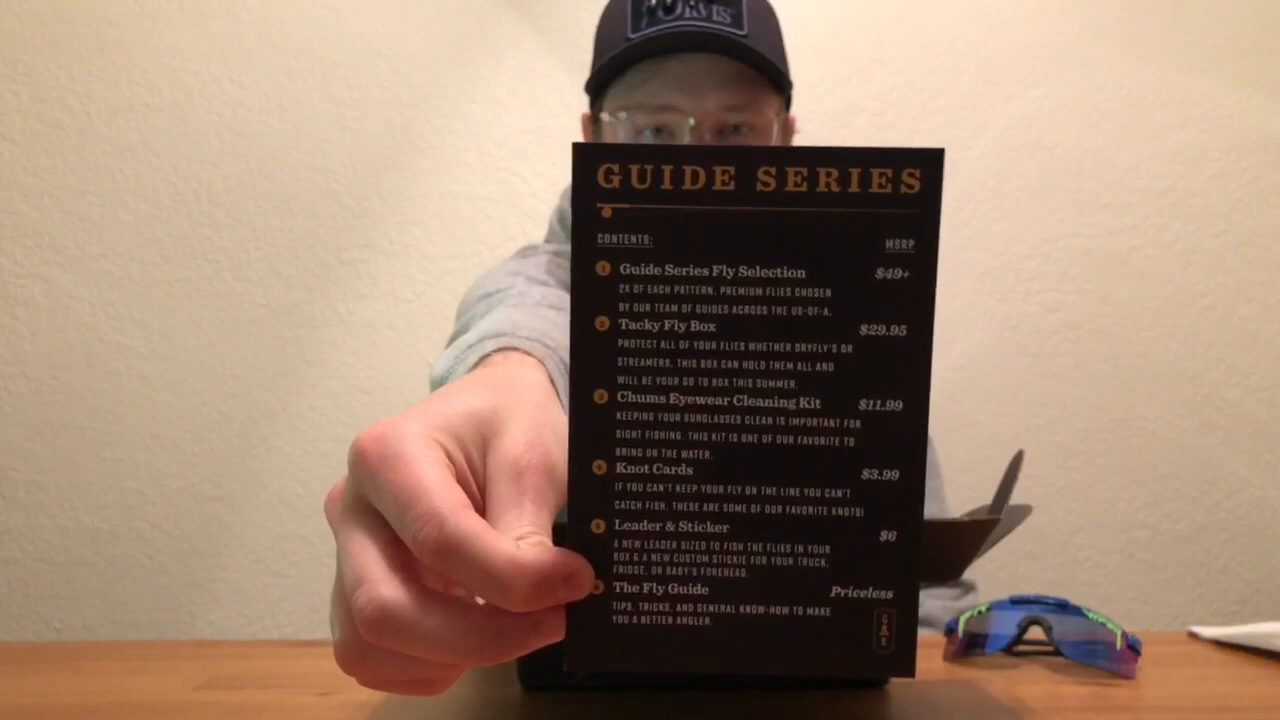 ORVIS
GUIDE SERIES
CONTENTS: MSRP
1 Guide Series Fly Selection $49+
2X OF EACH PATTERN. PREMIUM FLIES CHOSEN
BY OUR TEAM OF GUIDES ACROSS THE US-OF-A.
2 Tacky Fly Box $29.95
PROTECT ALL OF YOUR FLIES WHETHER DRYFLY'S OR
STREAMERS. THIS BOX CAN HOLD THEM ALL AND
WILL BE YOUR GO TO BOX THIS SUMMER.
3 Chums Eyewear Cleaning Kit $11.99
KEEPING YOUR SUNGLASSES CLEAN IS IMPORTANT FOR
SIGHT FISHING. THIS KIT IS ONE OF OUR FAVORITE TO
BRING ON THE WATER.
4 Knot Cards $3.99
IF YOU CAN'T KEEP YOUR FLY ON THE LINE YOU CAN'T
CATCH FISH. THESE ARE SOME OF OUR FAVORITE KNOTS!
5 Leader & Sticker $6
A NEW LEADER SIZED TO FISH THE FLIES IN YOUR
BOX & A NEW CUSTOM STICKIE FOR YOUR TRUCK,
FRIDGE, OR BABY'S FOREHEAD.
The Fly Guide Priceless
TIPS, TRICKS, AND GENERAL KNOW-HOW TO MAKE
YOU A BETTER ANGLER.